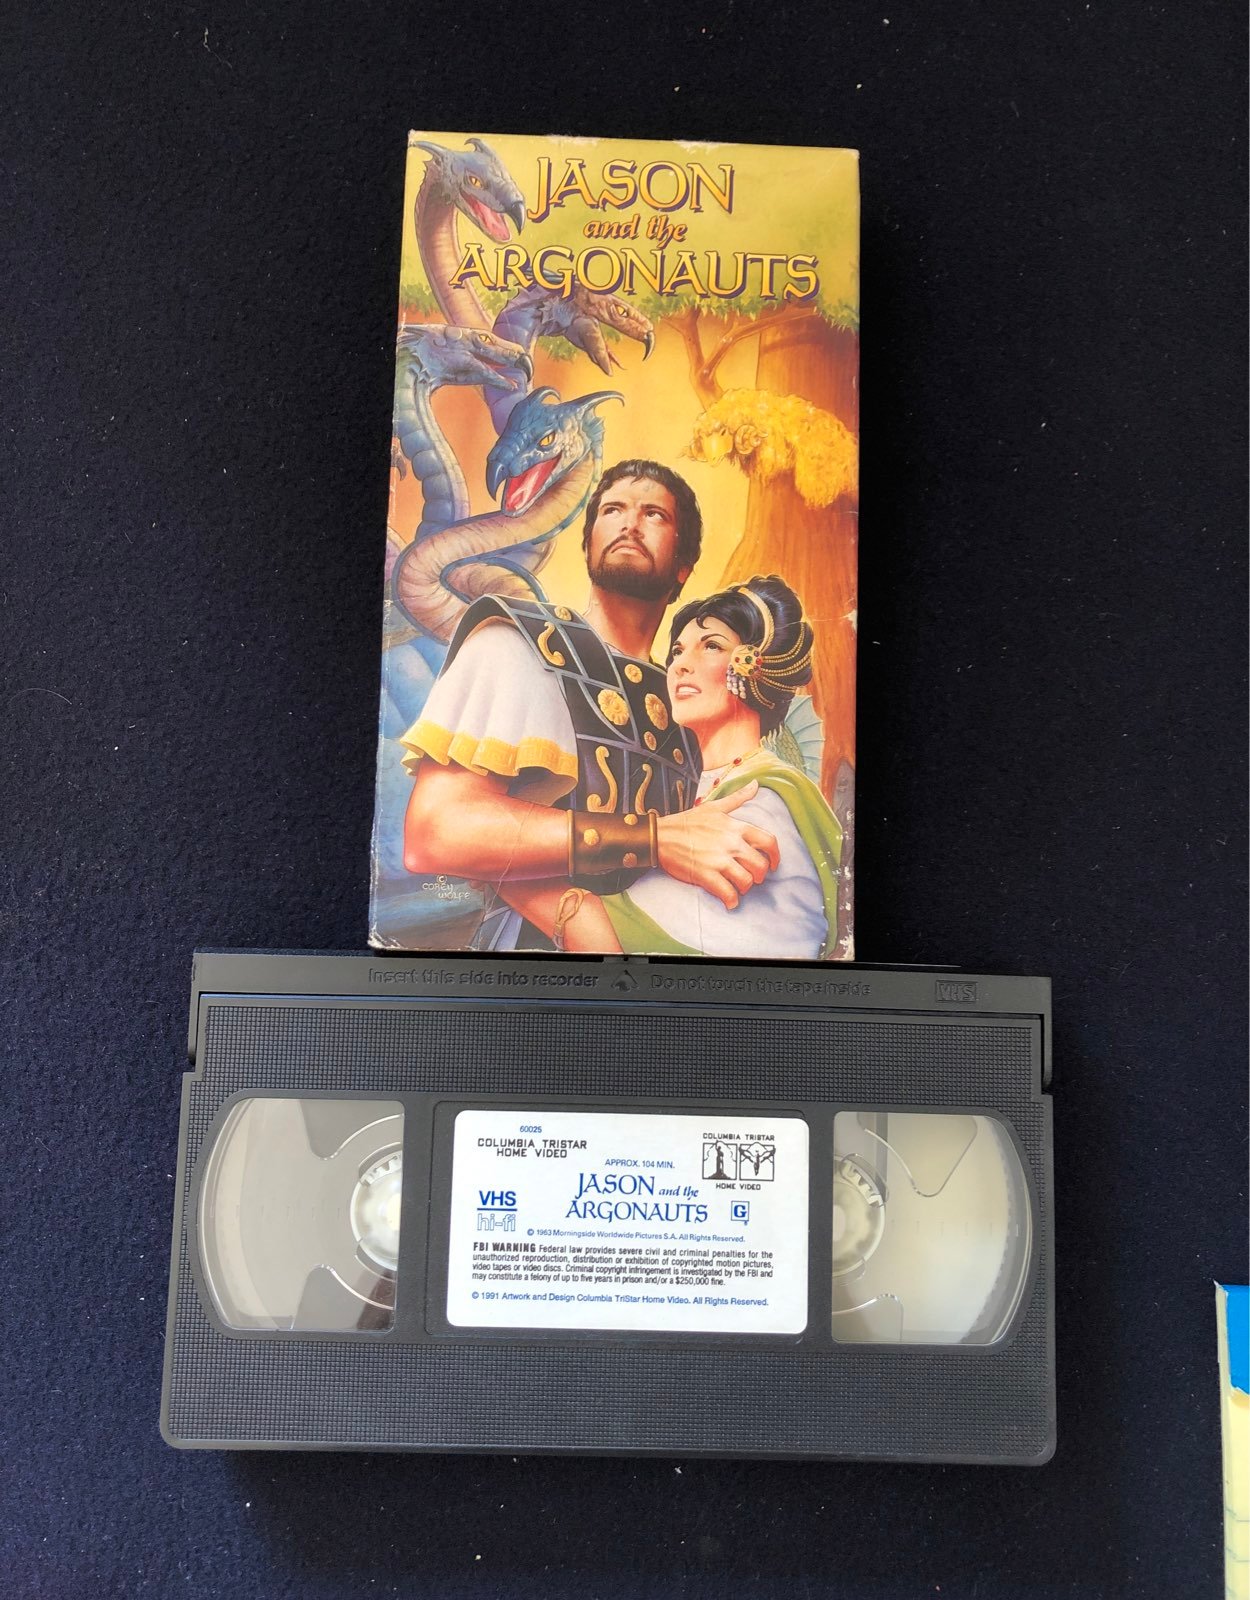 JASON
and the
ARGONAUTS
©
COREY
WOLFE
Insert this side into recorder Do not touch the tape inside VHS
60025
COLUMBIA TRISTAR
HOME VIDEO
COLUMBIA TRISTAR
HOME VIDEO
APPROX. 104 MIN.
VHS
hi-fi
JASON and the
ARGONAUTS
G
© 1963 Morningside Worldwide Pictures S.A. All Rights Reserved.
FBI WARNING Federal law provides severe civil and criminal penalties for the
unauthorized reproduction, distribution or exhibition of copyrighted motion pictures,
video tapes or video discs. Criminal copyright infringement is investigated by the FBI and
may constitute a felony of up to five years in prison and/or a $250,000 fine.
© 1991 Artwork and Design Columbia TriStar Home Video. All Rights Reserved.